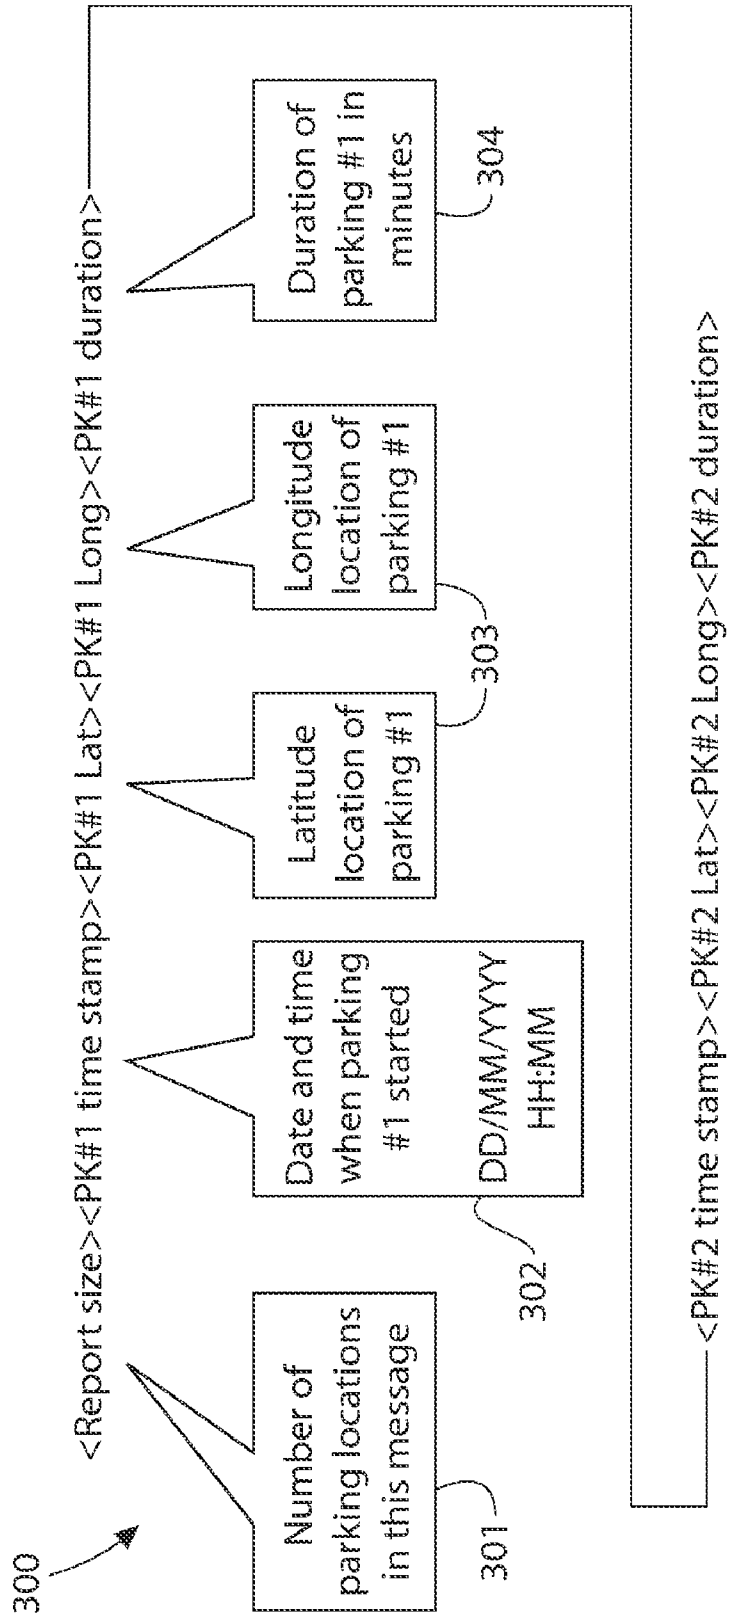 300
<Report size><PK#1 time stamp><PK#1 Lat><PK#1 Long><PK#1 duration>
Number of
parking locations
in this message
301
Date and time
when parking
#1 started
DD/MM/YYYY
HH:MM
302
Latitude
location of
parking #1
303
Longitude
location of
parking #1
Duration of
parking #1 in
minutes
304
<PK#2 time stamp><PK#2 Lat><PK#2 Long><PK#2 duration>